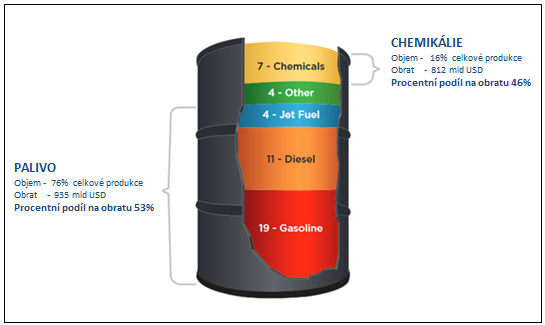 CHEMIKÁLIE
Objem - 16% celkové produkce
Obrat - 812 mld USD
Procentní podíl na obratu 46%
7 - Chemicals
4 - Other
4 - Jet Fuel
11 - Diesel
19 - Gasoline
PALIVO
Objem - 76% celkové produkce
Obrat - 935 mld USD
Procentní podíl na obratu 53%